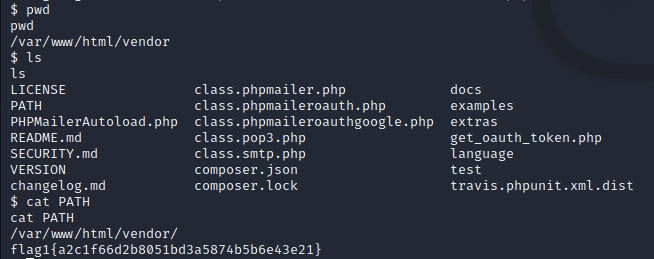 $ pwd
pwd
/var/www/html/vendor
$ ls
ls
LICENSE class.phpmailer.php docs
PATH class.phpmaileroauth.php examples
PHPMailerAutoload.php class.phpmaileroauthgoogle.php extras
README.md class.pop3.php get_oauth_token.php
SECURITY.md class.smtp.php language
VERSION composer.json test
changelog.md composer.lock travis.phpunit.xml.dist
$ cat PATH
cat PATH
/var/www/html/vendor/
flag1{a2c1f66d2b8051bd3a5874b5b6e43e21}